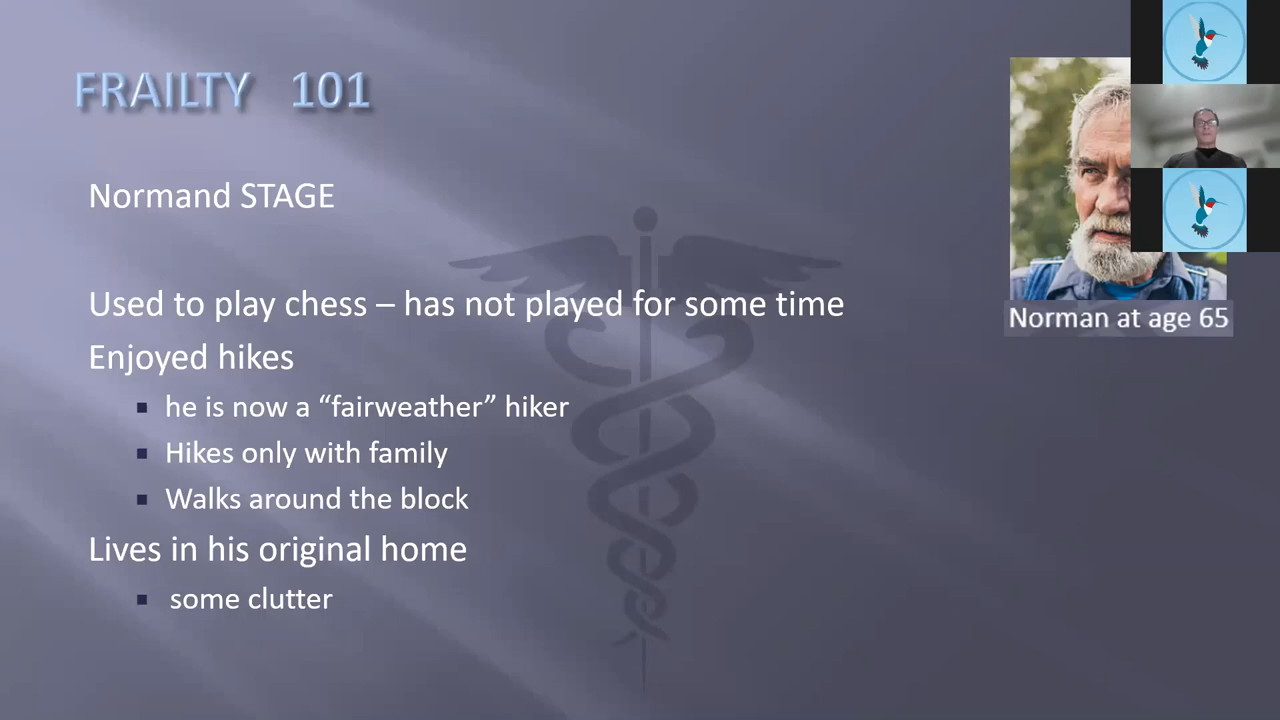 FRAILTY 101
Normand STAGE
Used to play chess – has not played for some time
Enjoyed hikes
he is now a “fairweather” hiker
Hikes only with family
Walks around the block
Lives in his original home
some clutter
Norman at age 65